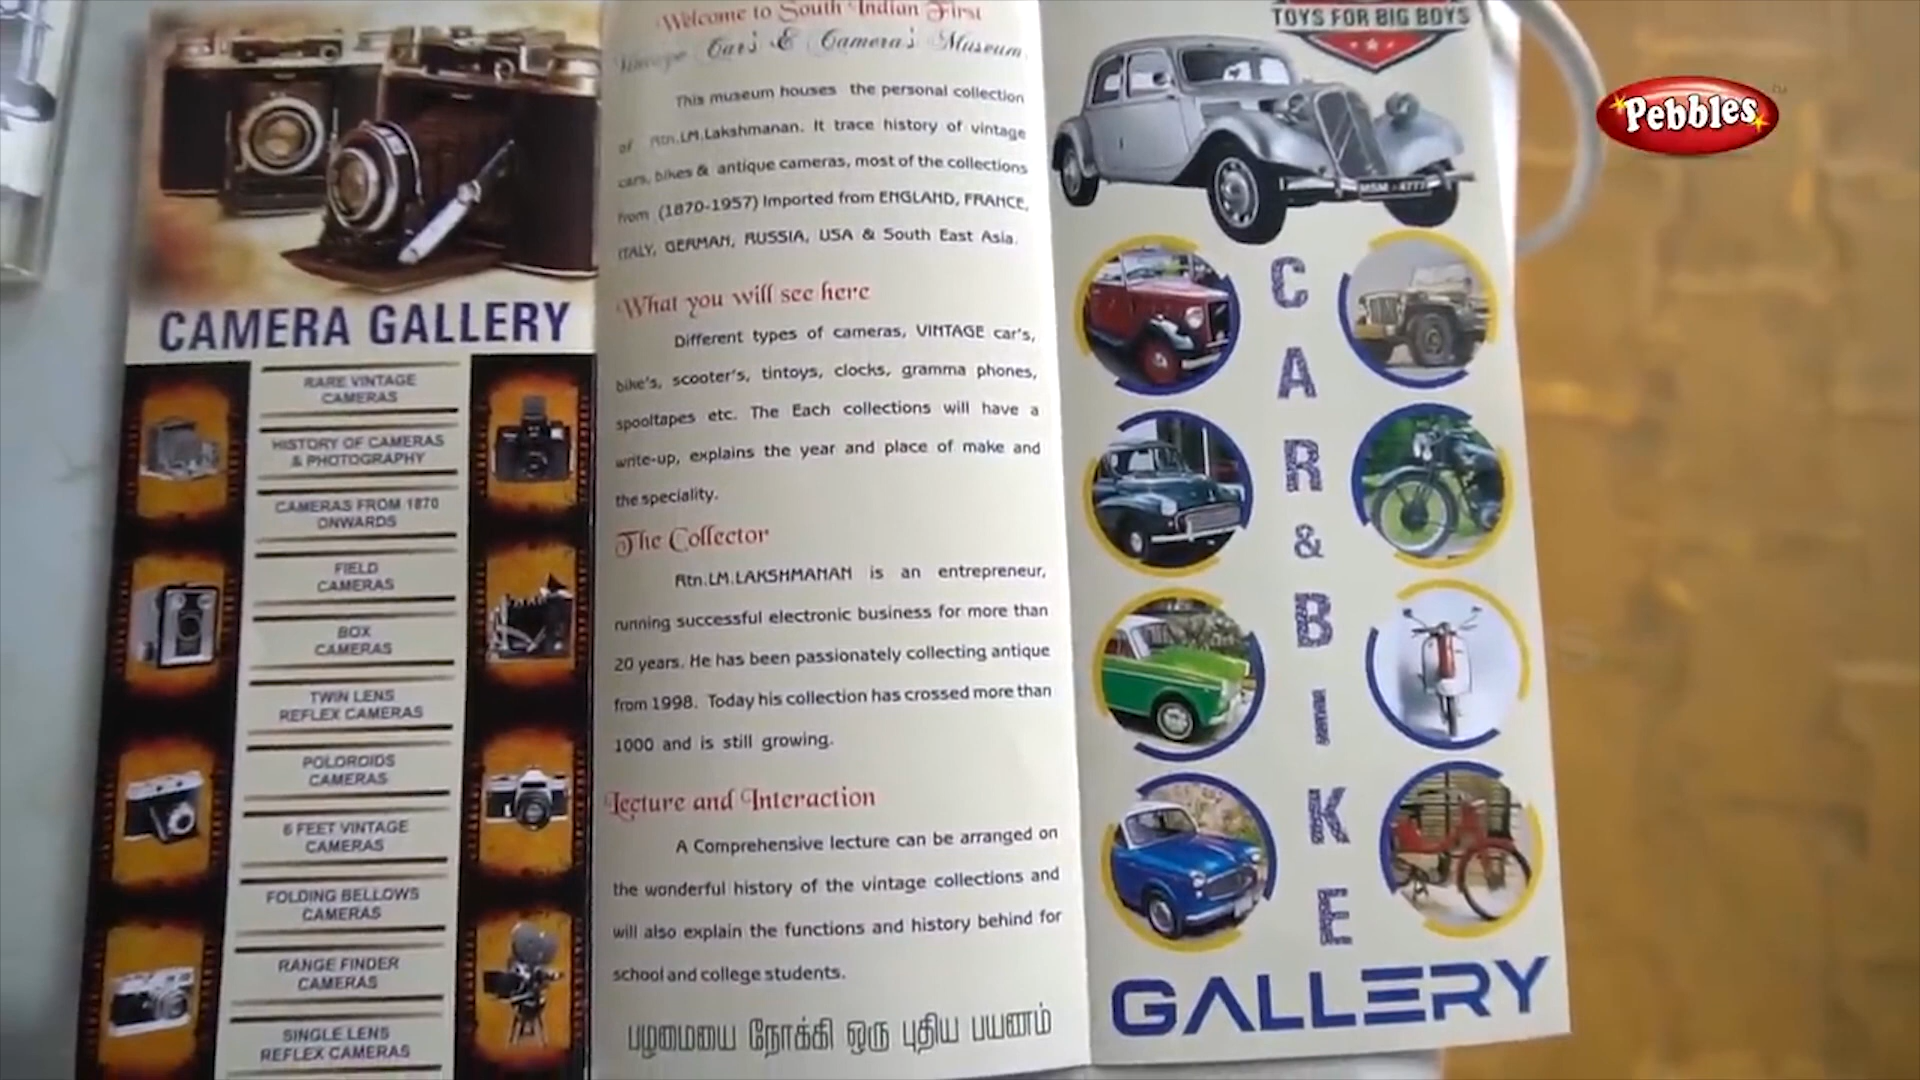 CAMERA GALLERY
RARE VINTAGE
CAMERAS
HISTORY OF CAMERAS
& PHOTOGRAPHY
CAMERAS FROM 1870
ONWARDS
FIELD
CAMERAS
BOX
CAMERAS
TWIN LENS
REFLEX CAMERAS
POLOROIDS
CAMERAS
6 FEET VINTAGE
CAMERAS
FOLDING BELLOWS
CAMERAS
RANGE FINDER
CAMERAS
SINGLE LENS
REFLEX CAMERAS
Welcome to South Indian First
Vintage Car's & Camera's Museum.
This museum houses the personal collection
of Rtn.LM.Lakshmanan. It trace history of vintage
cars, bikes & antique cameras, most of the collections
from (1870-1957) Imported from ENGLAND, FRANCE,
ITALY, GERMAN, RUSSIA, USA & South East Asia.
What you will see here
Different types of cameras, VINTAGE car's,
bike's, scooter's, tintoys, clocks, gramma phones,
spooltapes etc. The Each collections will have a
write-up, explains the year and place of make and
the speciality.
The Collector
Rtn.LM.LAKSHMANAN is an entrepreneur,
running successful electronic business for more than
20 years. He has been passionately collecting antique
from 1998. Today his collection has crossed more than
1000 and is still growing.
Lecture and Interaction
A Comprehensive lecture can be arranged on
the wonderful history of the vintage collections and
will also explain the functions and history behind for
school and college students.
பழமையை நோக்கி ஒரு புதிய பயணம்
TOYS FOR BIG BOYS
MSM - 4777
CAR & BIKE
GALLERY
Pebbles